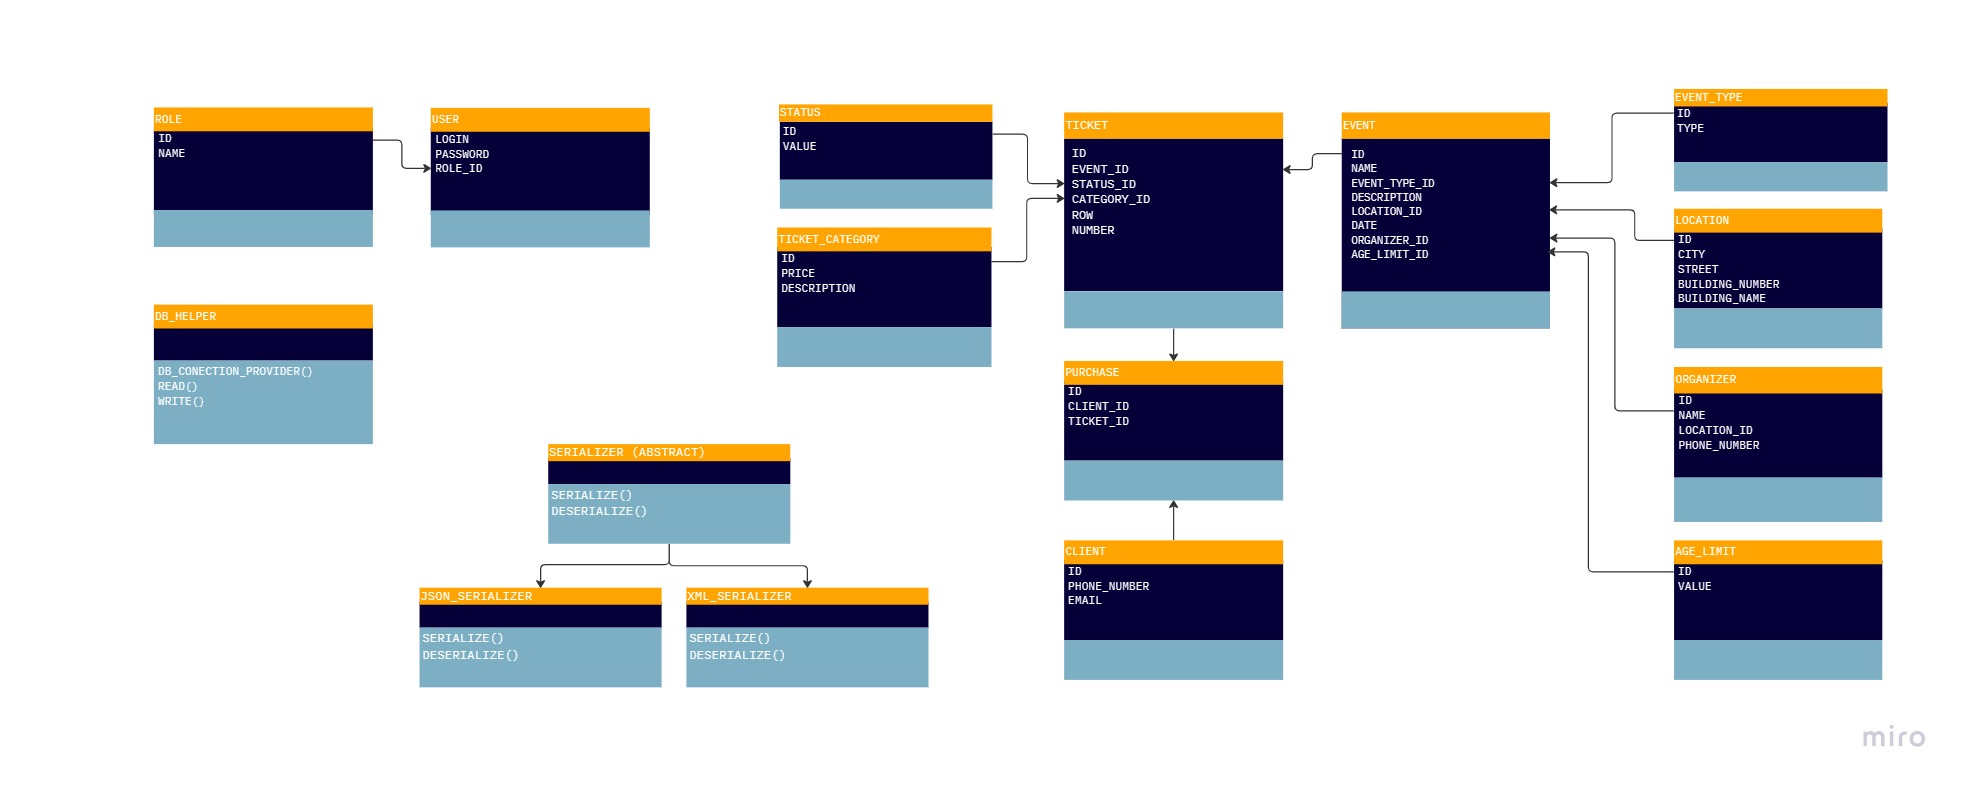 ROLE
ID
NAME
USER
LOGIN
PASSWORD
ROLE_ID
DB_HELPER
DB_CONECTION_PROVIDER()
READ()
WRITE()
SERIALIZER (ABSTRACT)
SERIALIZE()
DESERIALIZE()
JSON_SERIALIZER
SERIALIZE()
DESERIALIZE()
XML_SERIALIZER
SERIALIZE()
DESERIALIZE()
STATUS
ID
VALUE
TICKET_CATEGORY
ID
PRICE
DESCRIPTION
TICKET
ID
EVENT_ID
STATUS_ID
CATEGORY_ID
ROW
NUMBER
PURCHASE
ID
CLIENT_ID
TICKET_ID
CLIENT
ID
PHONE_NUMBER
EMAIL
EVENT
ID
NAME
EVENT_TYPE_ID
DESCRIPTION
LOCATION_ID
DATE
ORGANIZER_ID
AGE_LIMIT_ID
EVENT_TYPE
ID
TYPE
LOCATION
ID
CITY
STREET
BUILDING_NUMBER
BUILDING_NAME
ORGANIZER
ID
NAME
LOCATION_ID
PHONE_NUMBER
AGE_LIMIT
ID
VALUE
miro